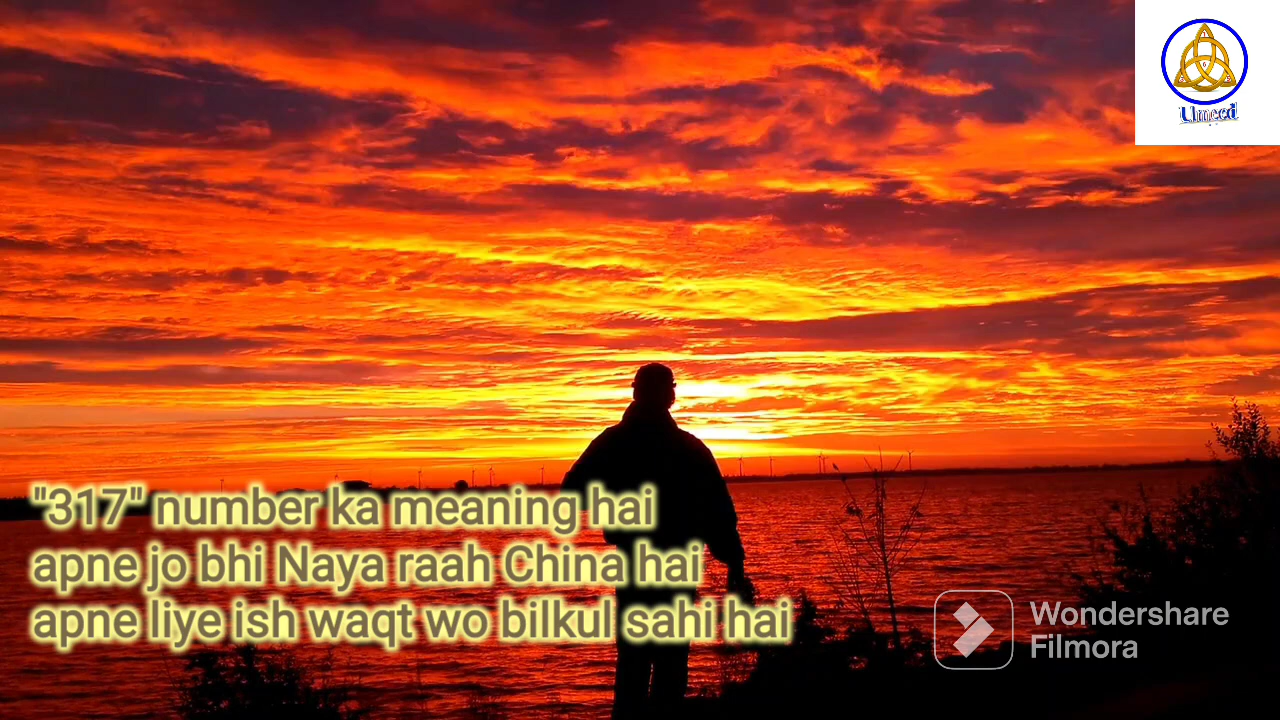 Umeed
"317" number ka meaning hai
apne jo bhi Naya raah China hai
apne liye ish waqt wo bilkul sahi hai
Wondershare
Filmora